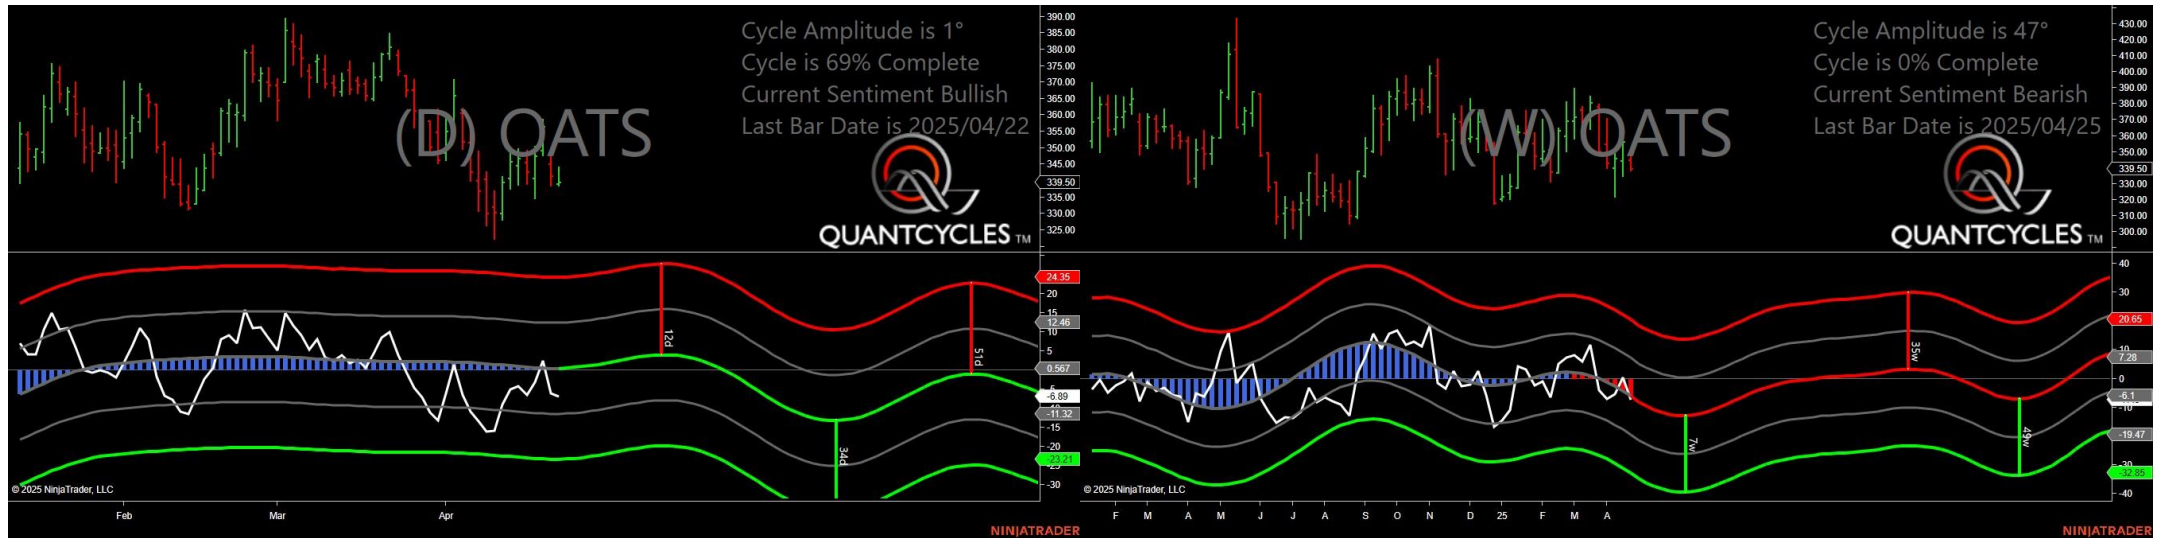 Cycle Amplitude is 1°
Cycle is 69% Complete
Current Sentiment Bullish
Last Bar Date is 2025/04/22
(D) OATS
QUANTCYCLES TM
390.00
385.00
380.00
375.00
370.00
365.00
360.00
355.00
350.00
345.00
339.50
335.00
330.00
325.00
24.35
20
15
12.46
10
5
0.567
-5
-6.89
-11.32
-15
-20
-23.21
-25
-30
12d
34d
51d
© 2025 NinjaTrader, LLC
Feb
Mar
Apr
NINJATRADER
Cycle Amplitude is 47°
Cycle is 0% Complete
Current Sentiment Bearish
Last Bar Date is 2025/04/25
(W) OATS
QUANTCYCLES TM
430.00
420.00
410.00
400.00
390.00
380.00
370.00
360.00
350.00
339.50
330.00
320.00
310.00
300.00
40
30
20.65
10
7.28
0
-6.1
-10
-19.47
-30
-32.85
-40
7w
35w
49w
© 2025 NinjaTrader, LLC
F
M
A
M
J
J
A
S
O
N
D
25
F
M
A
NINJATRADER